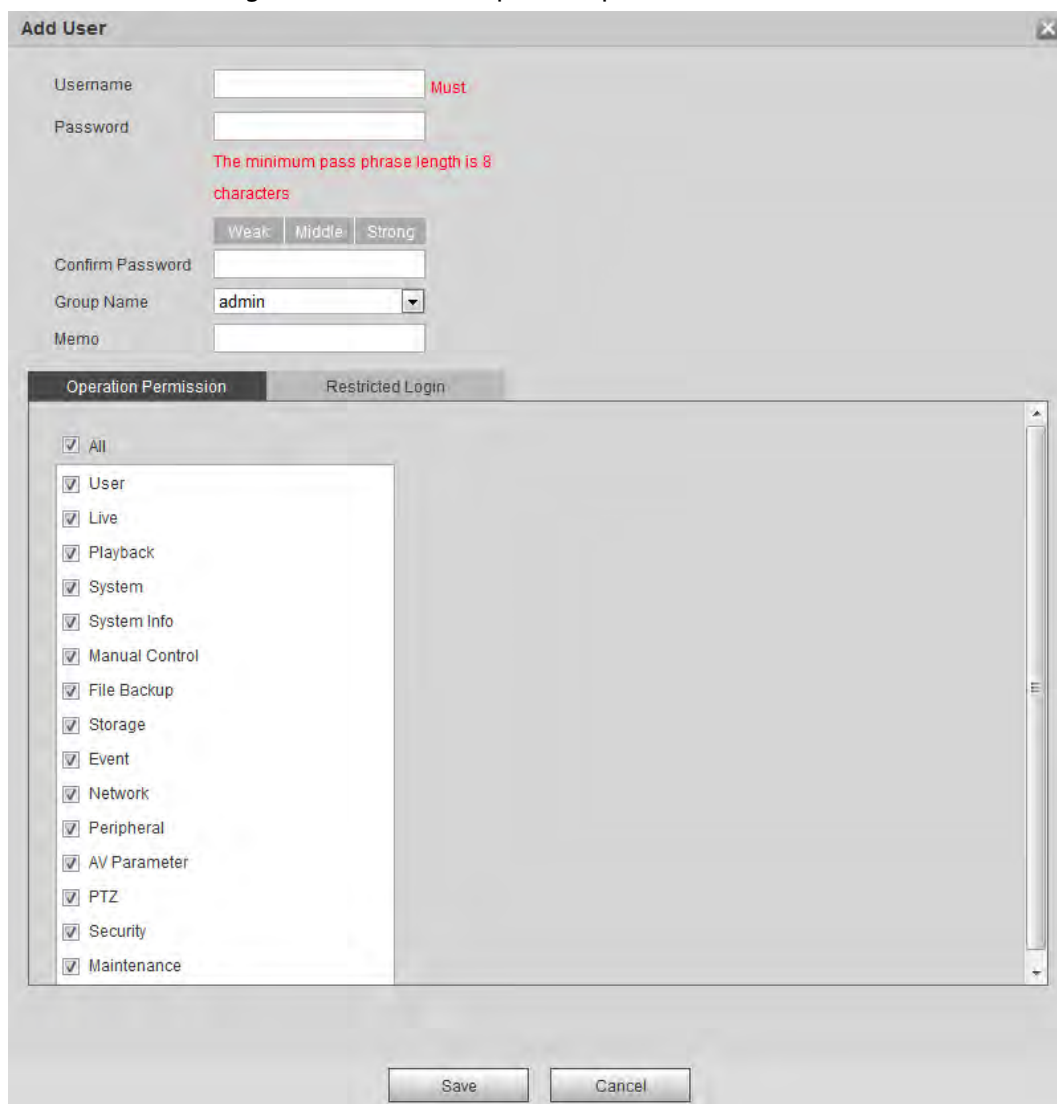 Add User
Username Must
Password
The minimum pass phrase length is 8
characters
Weak Middle Strong
Confirm Password
Group Name admin
Memo
Operation Permission Restricted Login
All
User
Live
Playback
System
System Info
Manual Control
File Backup
Storage
Event
Network
Peripheral
AV Parameter
PTZ
Security
Maintenance
Save Cancel